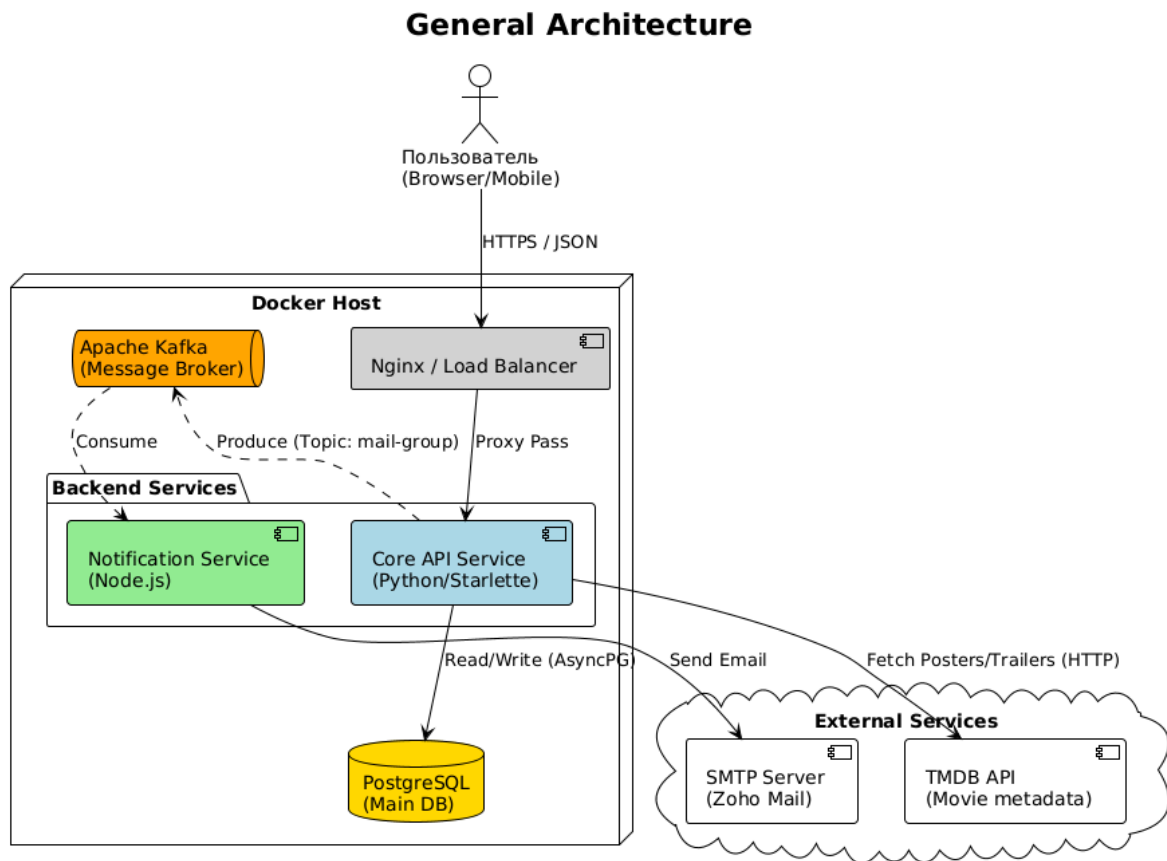 General Architecture
Пользователь
(Browser/Mobile)
HTTPS / JSON
Docker Host
Apache Kafka
(Message Broker)
Nginx / Load Balancer
Consume
Produce (Topic: mail-group)
Proxy Pass
Backend Services
Notification Service
(Node.js)
Core API Service
(Python/Starlette)
Read/Write (AsyncPG)
Send Email
Fetch Posters/Trailers (HTTP)
External Services
PostgreSQL
(Main DB)
SMTP Server
(Zoho Mail)
TMDB API
(Movie metadata)